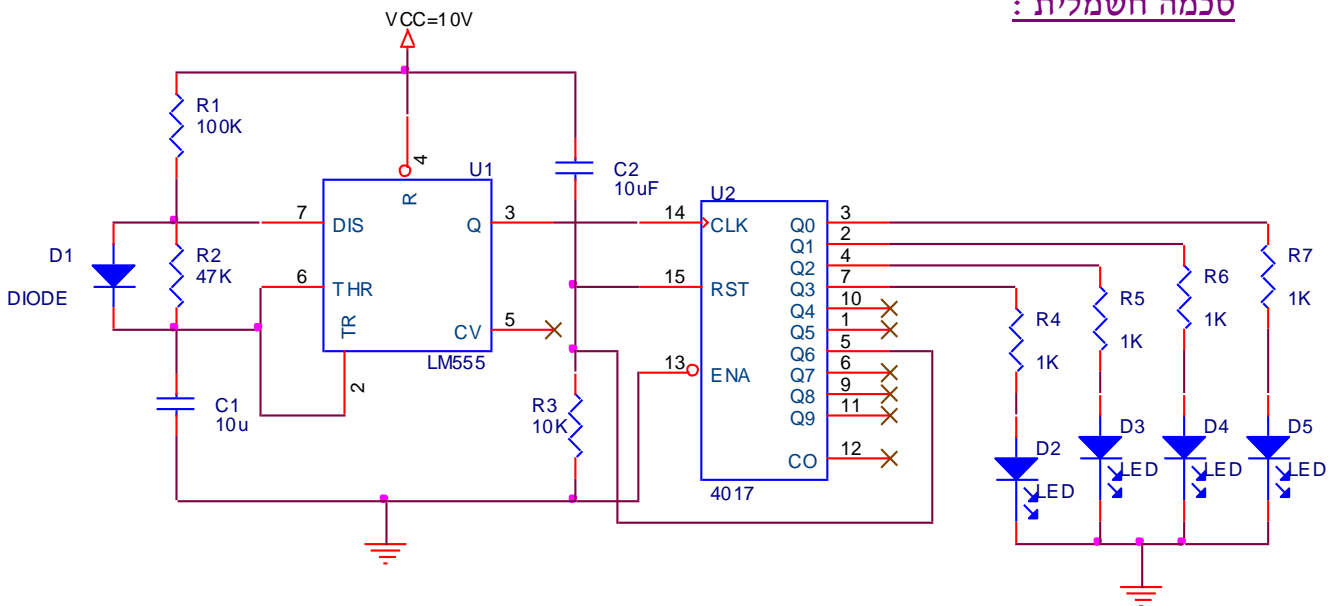 סכמה חשמלית :
VCC=10V
R1
100K
4
U1
R
C2
10uF
U2
7
DIS
Q
3
14
CLK
Q0
3
Q1
2
Q2
4
Q3
7
Q4
10
Q5
1
Q6
5
Q7
6
Q8
9
Q9
11
CO
12
D1
DIODE
R2
47K
6
THR
TR
2
CV
5
LM555
15
RST
13
ENA
4017
C1
10u
R3
10K
R7
1K
R6
1K
R5
1K
R4
1K
D2
LED
D3
LED
D4
LED
D5
LED